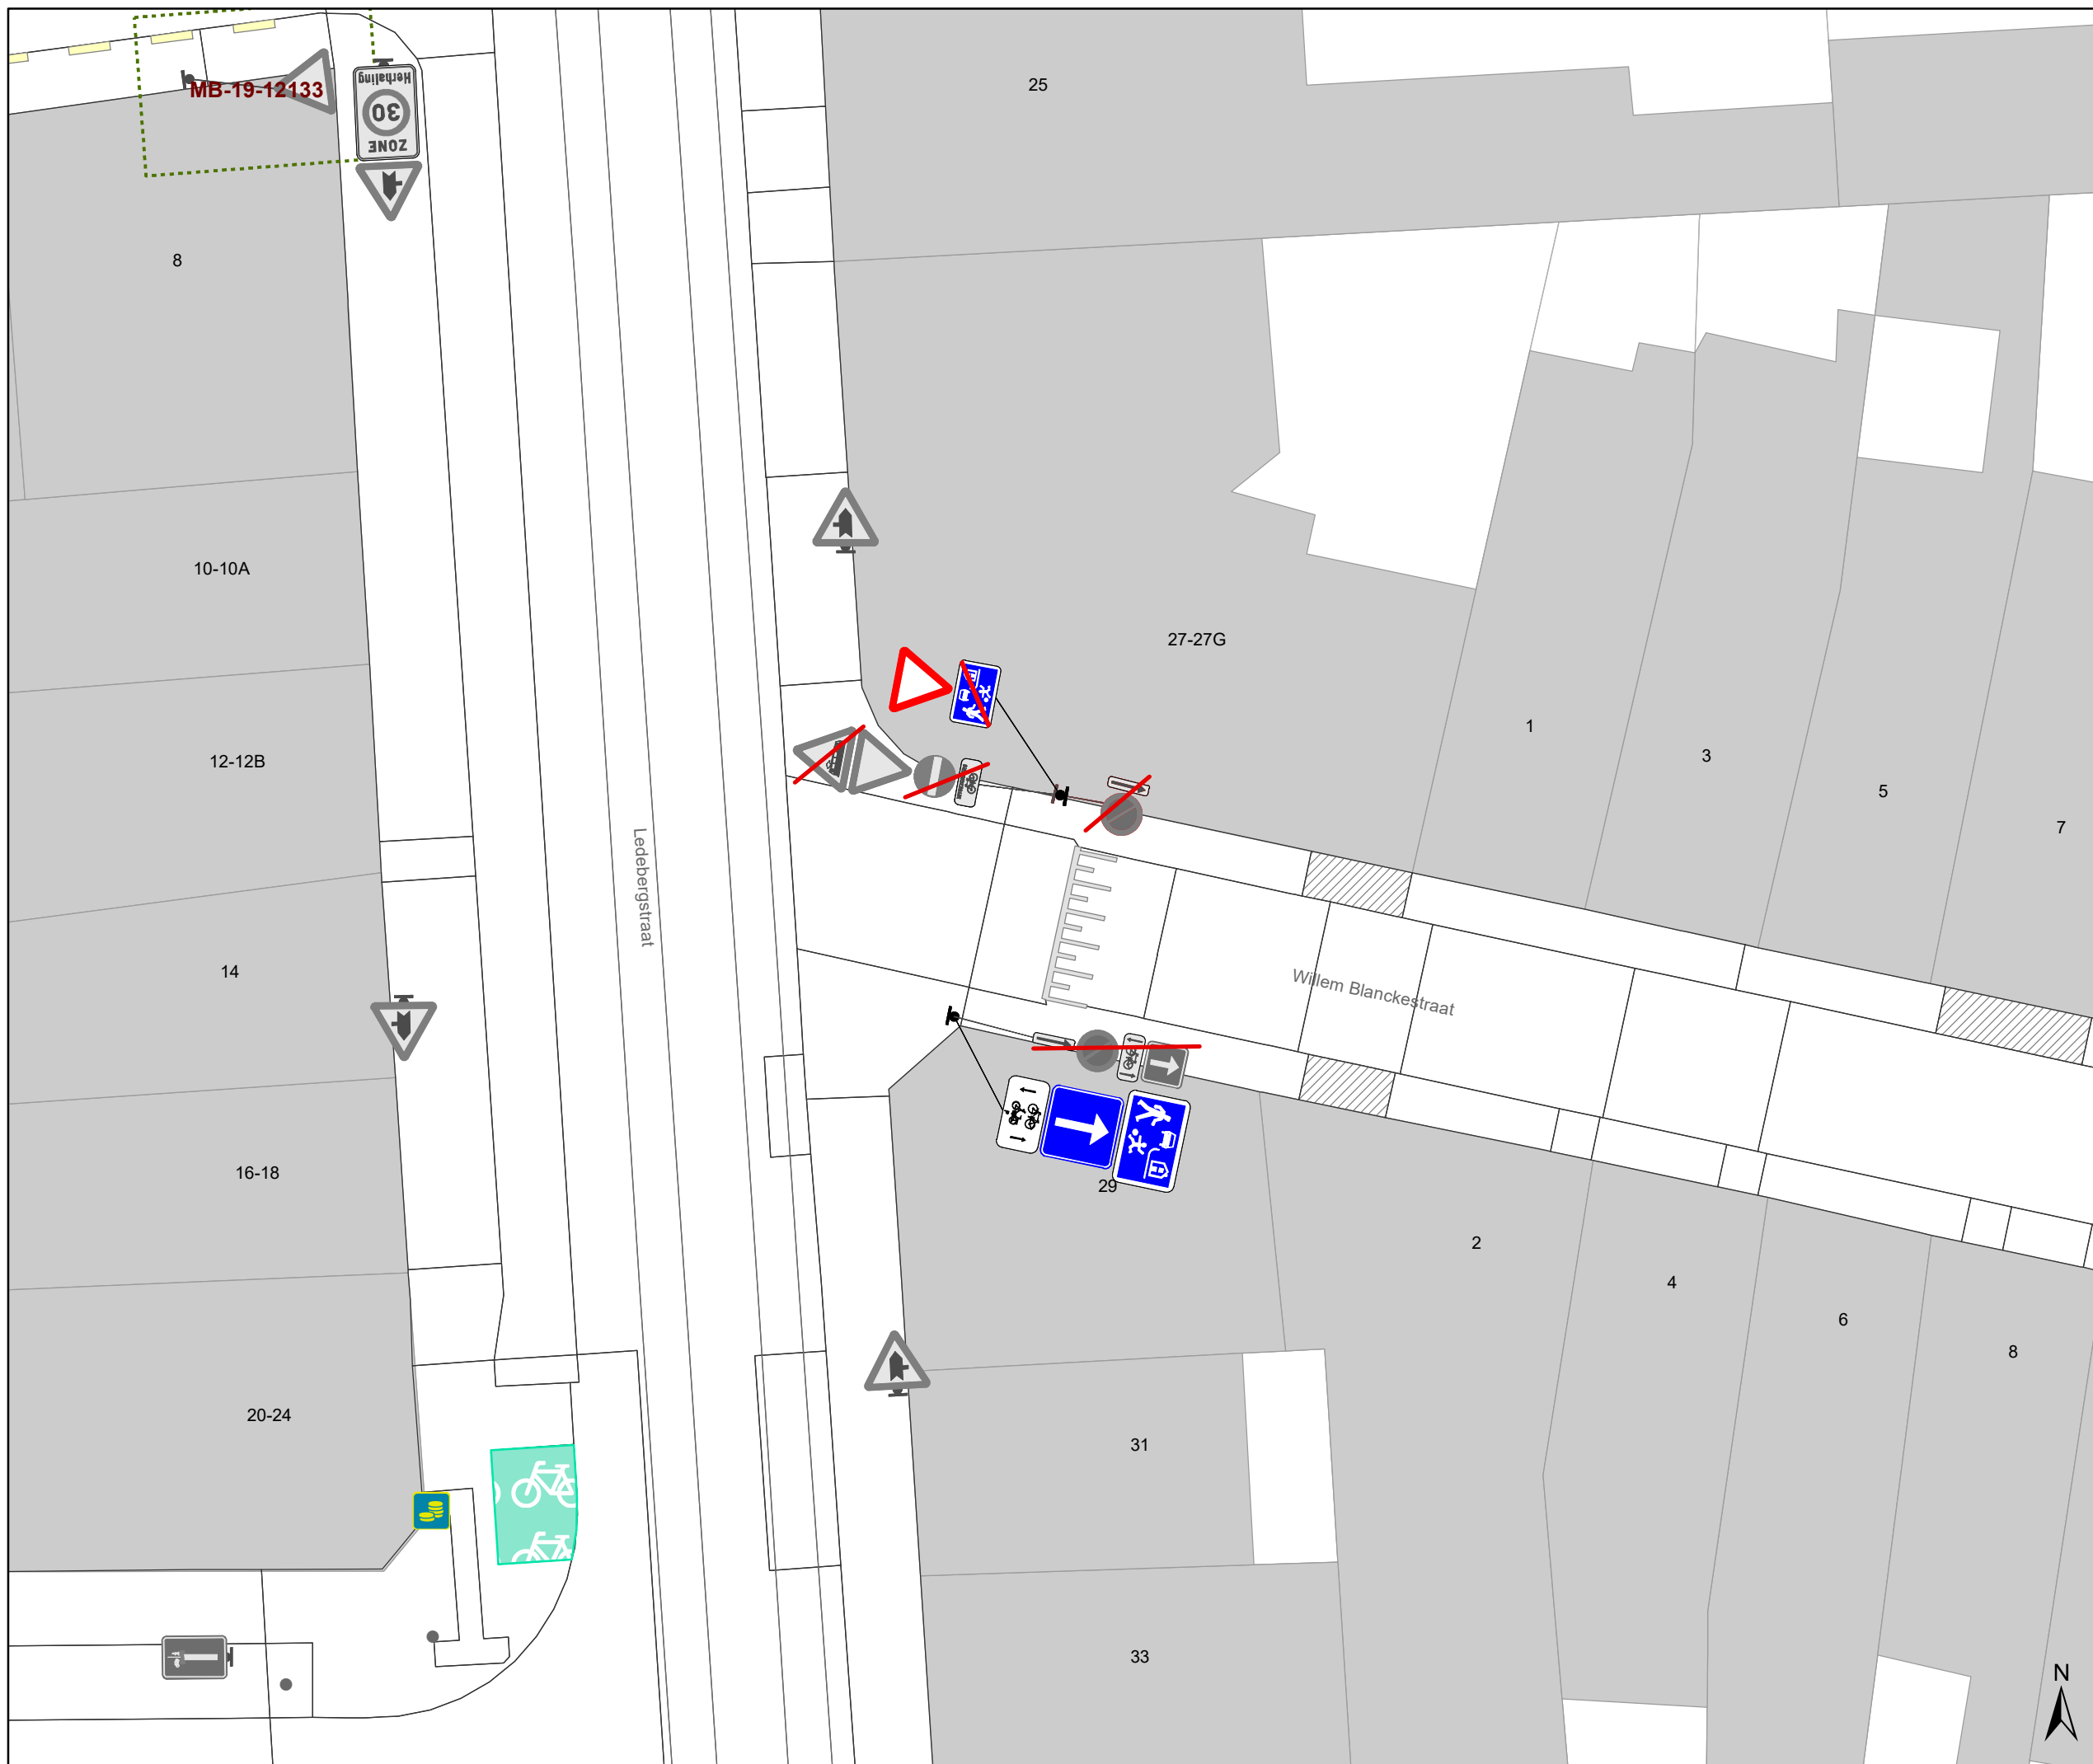 Herhaling
30
ZONE
MB-19-12133
25
8
10-10A
27-27G
1
3
12-12B
5
7
Ledebergstraat
14
Willem Blanckestraat
16-18
29
2
4
6
8
20-24
31
33
N